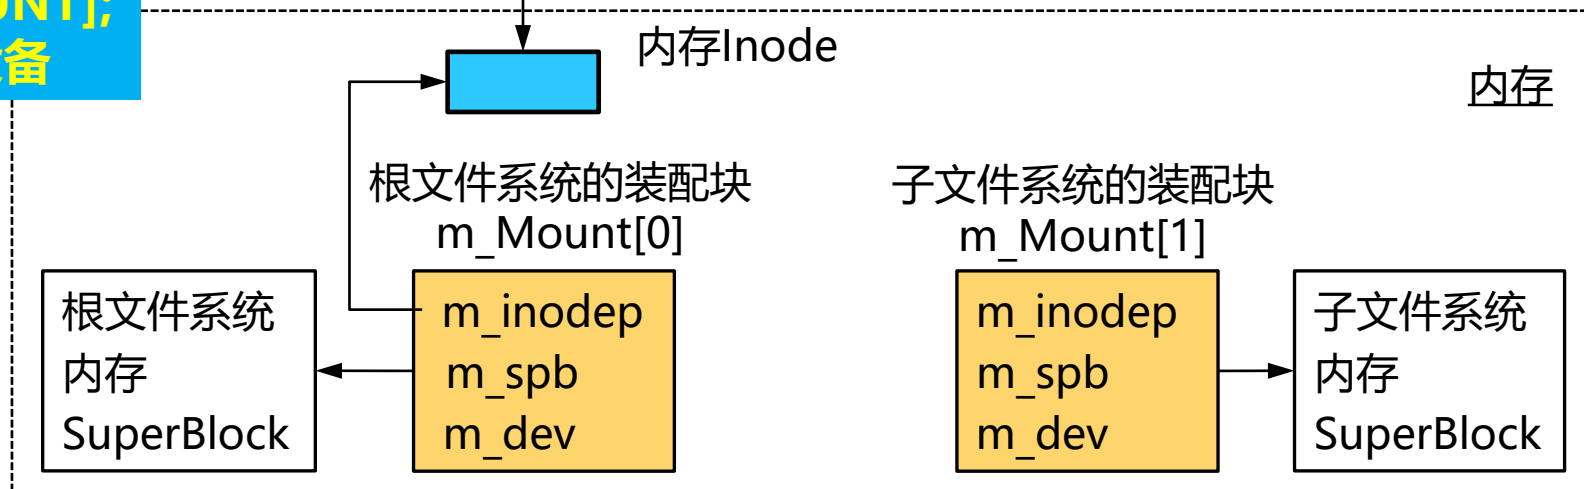 UNT];
备
内存Inode
内存
根文件系统的装配块
m_Mount[0]
子文件系统的装配块
m_Mount[1]
根文件系统
内存
SuperBlock
m_inodep
m_spb
m_dev
m_inodep
m_spb
m_dev
子文件系统
内存
SuperBlock